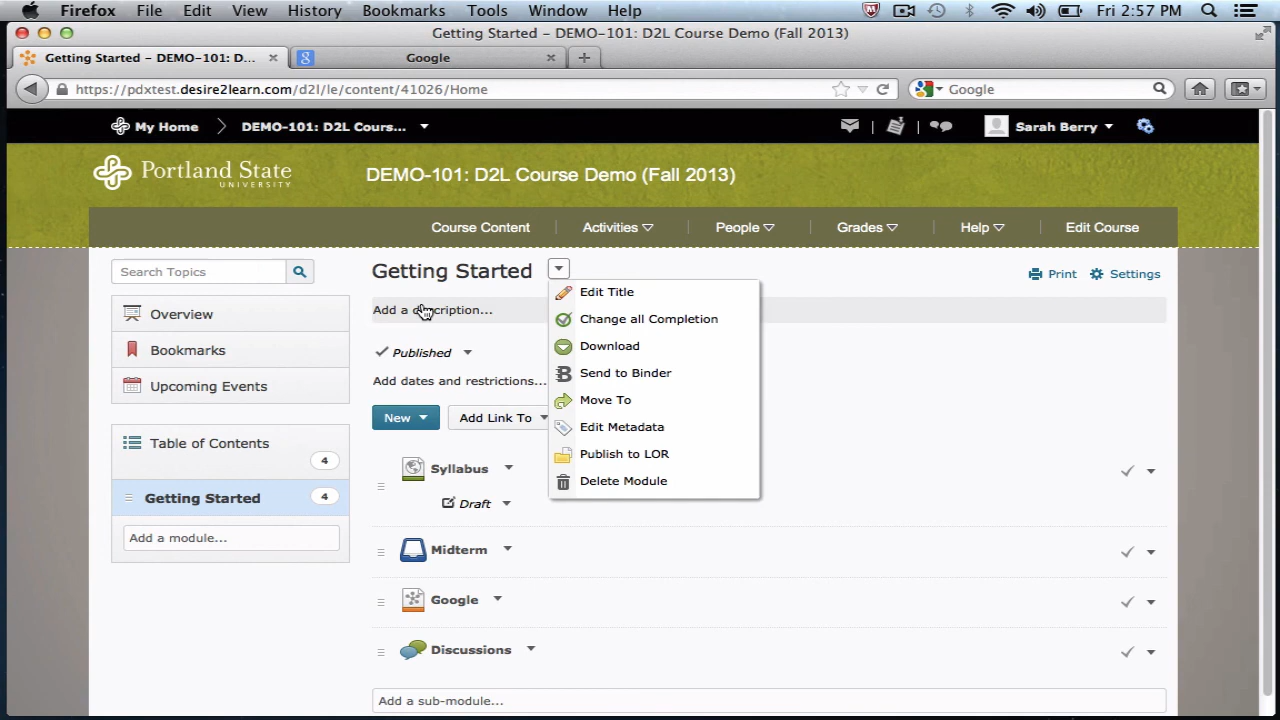 Firefox File Edit View History Bookmarks Tools Window Help Fri 2:57 PM
Getting Started – DEMO-101: D2L Course Demo (Fall 2013)
Getting Started – DEMO-101: D... Google
https://pdxtest.desire2learn.com/d2l/le/content/41026/Home Google
My Home DEMO-101: D2L Cours... Sarah Berry
Portland State
UNIVERSITY
DEMO-101: D2L Course Demo (Fall 2013)
Course Content Activities People Grades Help Edit Course
Search Topics
Overview
Bookmarks
Upcoming Events
Table of Contents
4
Getting Started 4
Add a module...
Getting Started
Print Settings
Published
Add dates and restrictions...
New Add Link To
Edit Title
Change all Completion
Download
Send to Binder
Move To
Edit Metadata
Publish to LOR
Delete Module
Syllabus
Draft
Midterm
Google
Discussions
Add a sub-module...